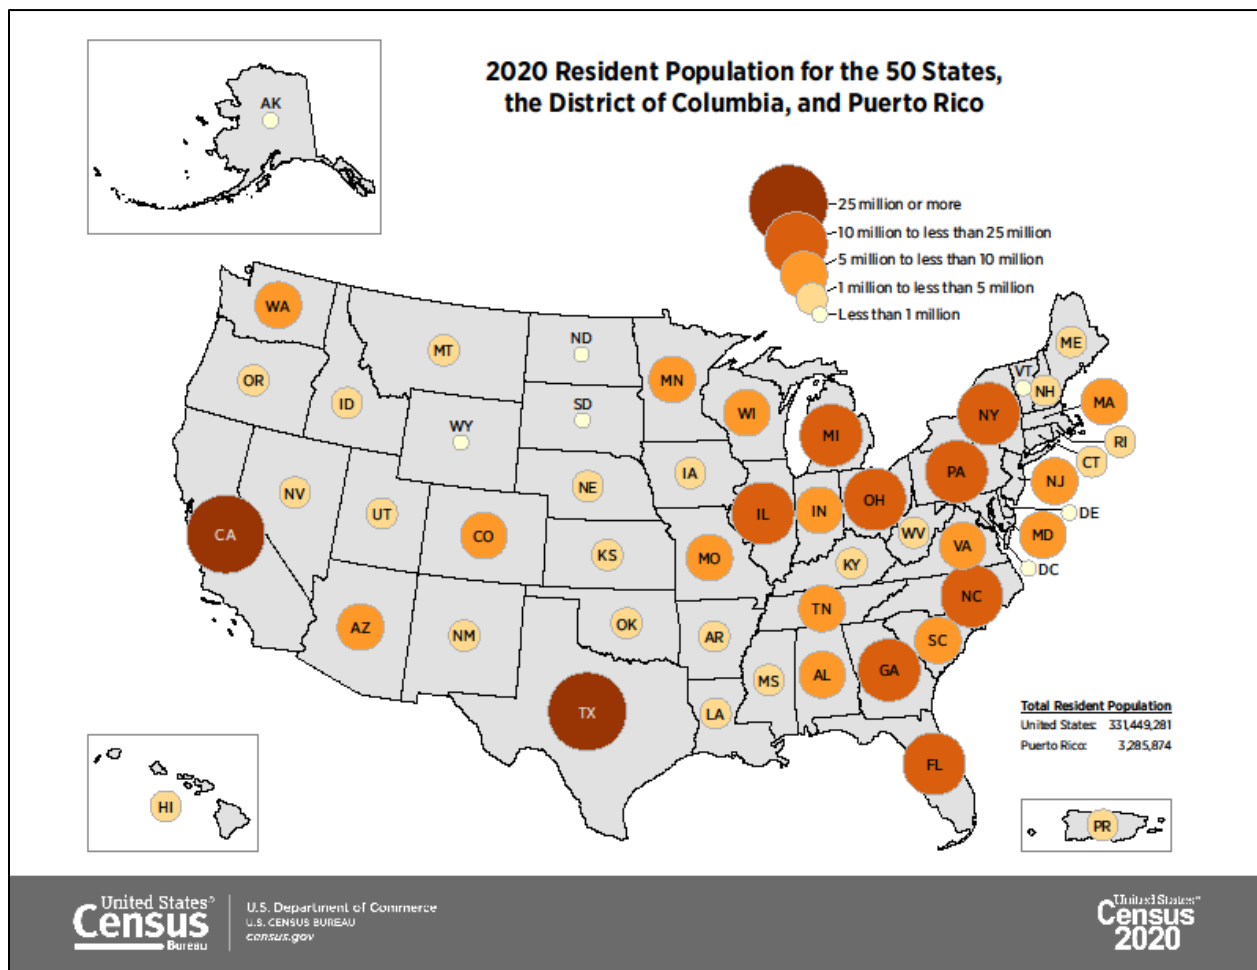 2020 Resident Population for the 50 States,
the District of Columbia, and Puerto Rico
AK
25 million or more
10 million to less than 25 million
5 million to less than 10 million
1 million to less than 5 million
Less than 1 million
WA
MT
ND
MN
ME
VT
NH
OR
ID
WY
SD
WI
MI
NY
MA
RI
CT
NV
UT
CO
NE
IA
IL
IN
OH
PA
NJ
DE
MD
DC
CA
KS
MO
KY
WV
VA
AZ
NM
OK
AR
TN
NC
SC
TX
LA
MS
AL
GA
FL
Total Resident Population
United States: 331,449,281
Puerto Rico: 3,285,874
HI
PR
United States®
Census
Bureau
U.S. Department of Commerce
U.S. CENSUS BUREAU
census.gov
United States®
Census
2020